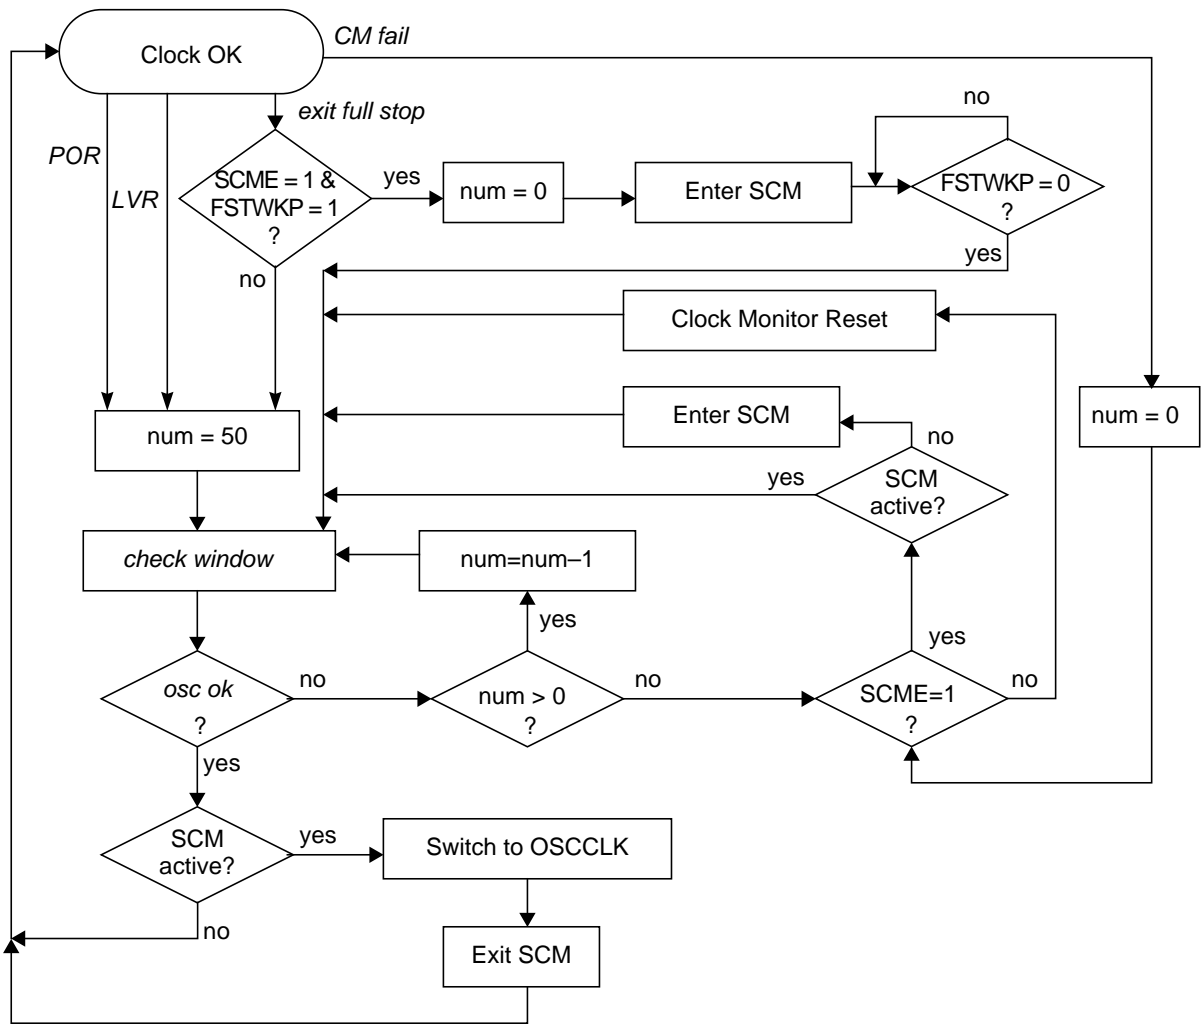 CM fail
Clock OK
exit full stop
no
POR
SCME = 1 &
FSTWKP = 1
?
yes
num = 0
Enter SCM
FSTWKP = 0
?
LVR
no
yes
Clock Monitor Reset
Enter SCM
num = 0
num = 50
no
yes
SCM
active?
check window
num=num–1
yes
yes
osc ok
?
no
num > 0
?
no
SCME=1
?
no
yes
SCM
active?
yes
Switch to OSCCLK
no
Exit SCM